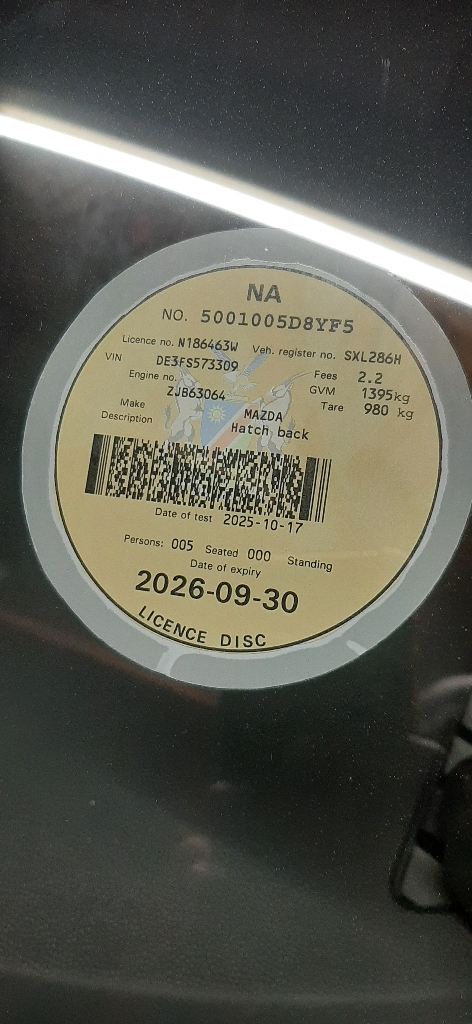 NA
NO. 5001005D8YF5
Licence no. N186463W Veh. register no. SXL286H
VIN DE3FS573309 Fees 2.2
Engine no. ZJB63064 GVM 1395kg
Make MAZDA Tare 980 kg
Description Hatch back
Date of test 2025-10-17
Persons: 005 Seated 000 Standing
Date of expiry
2026-09-30
LICENCE DISC